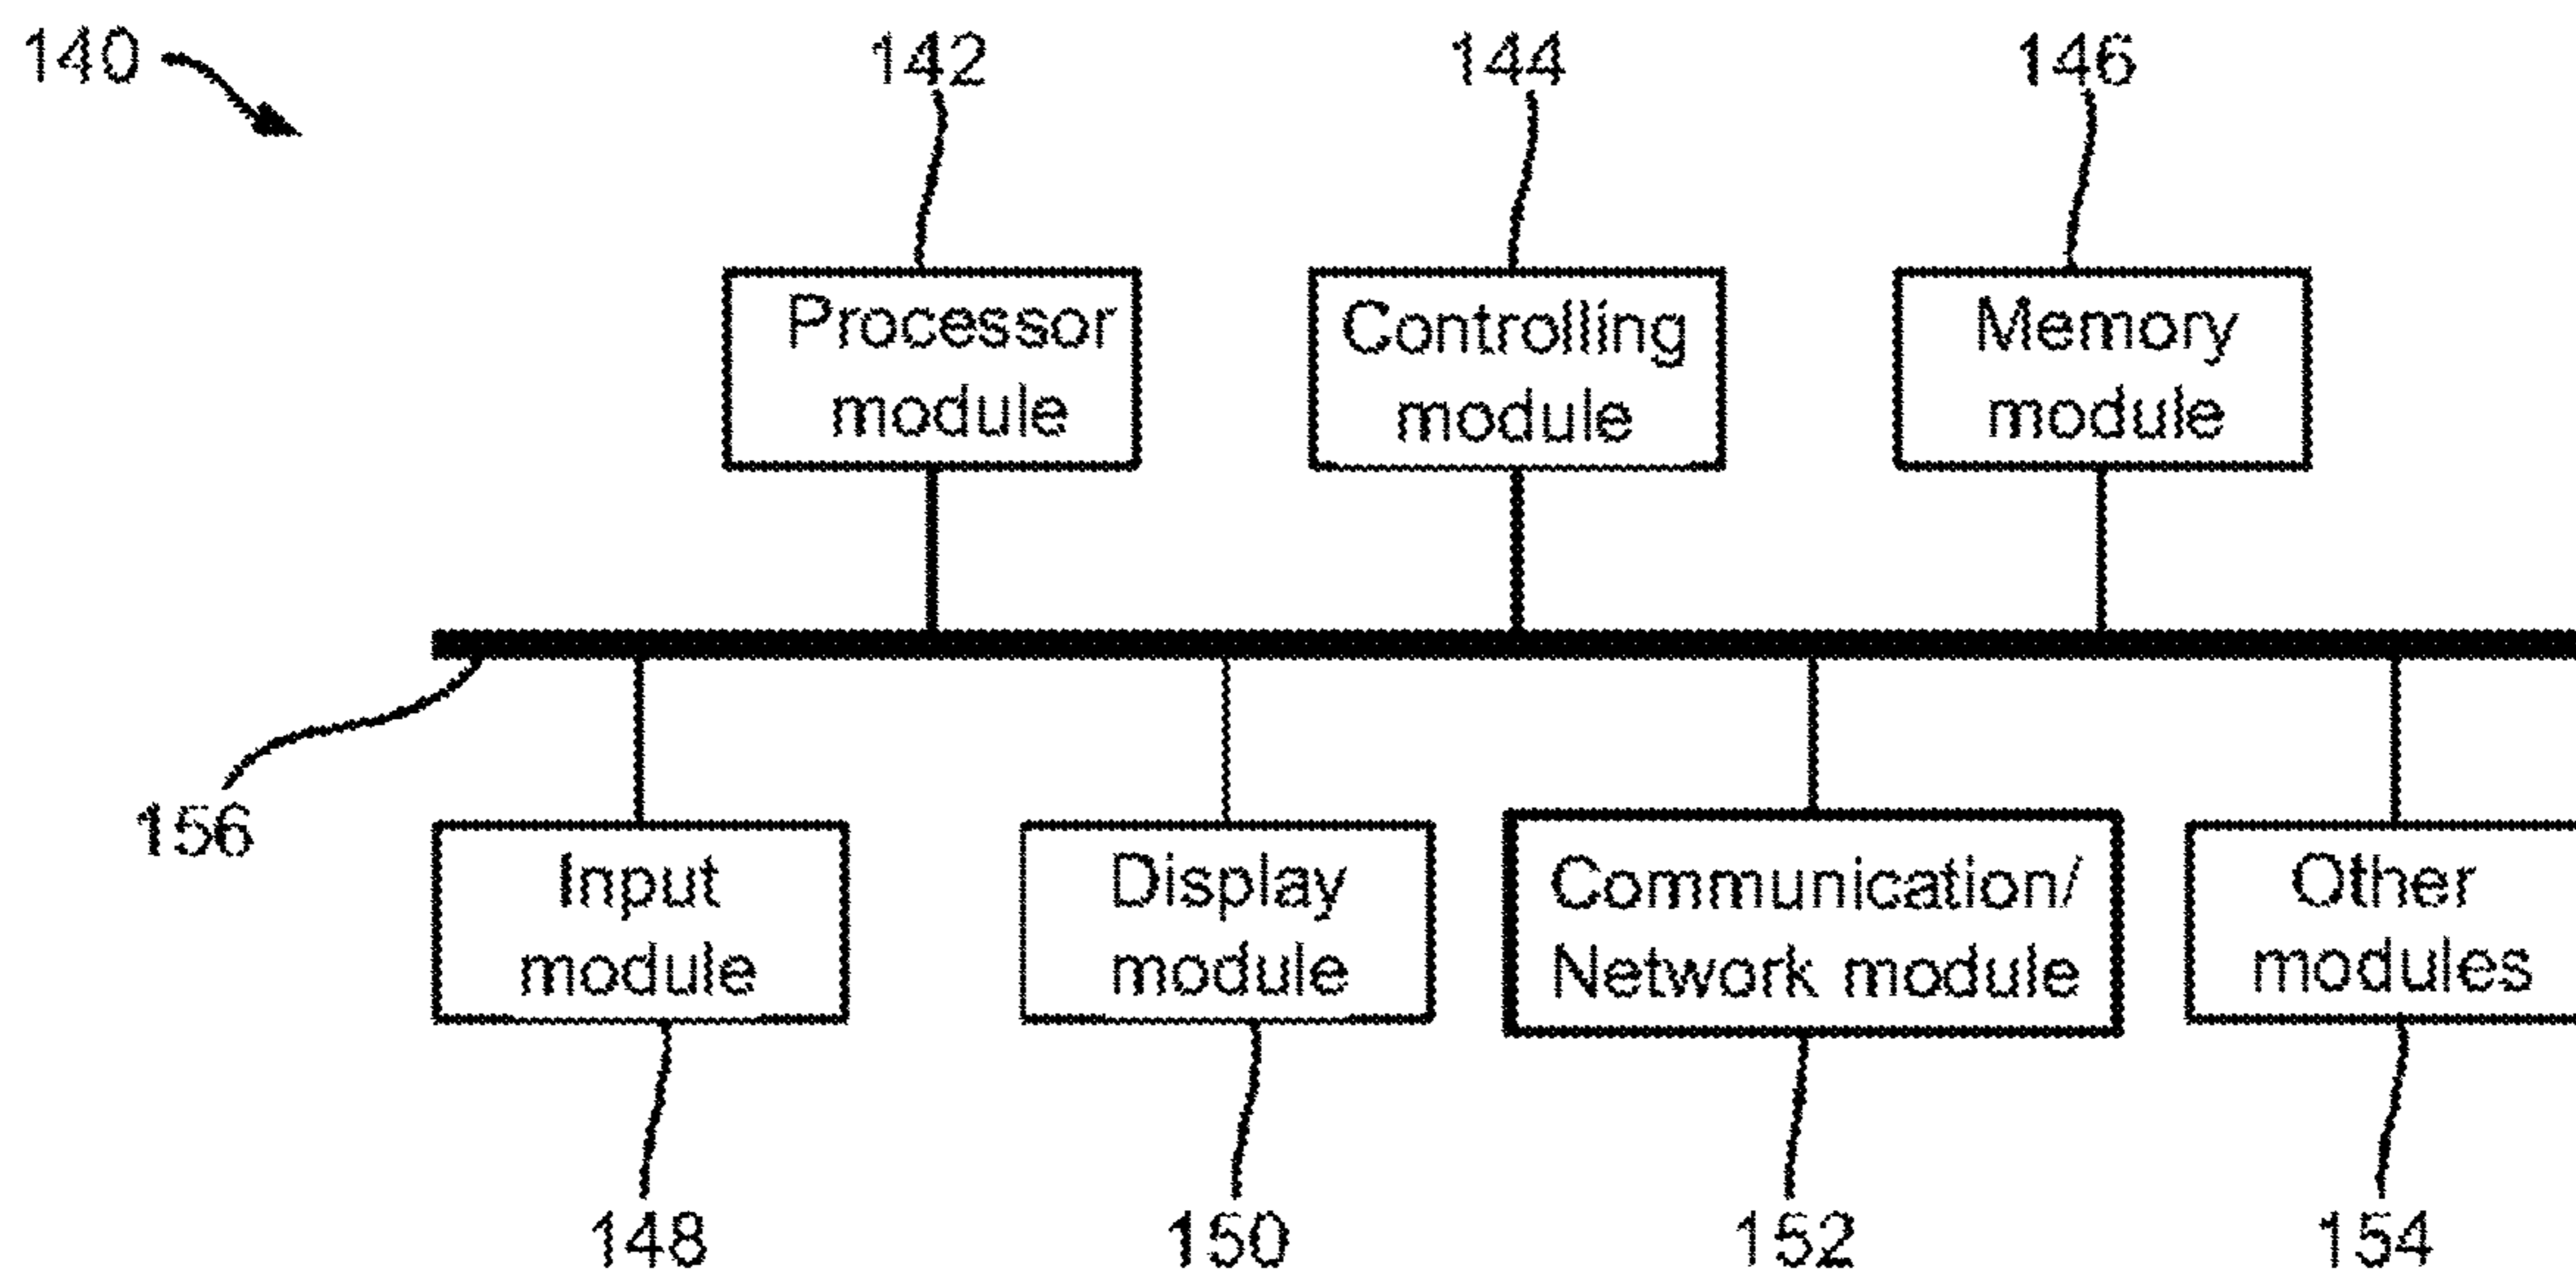 140
142
144
146
Processor
module
Controlling
module
Memory
module
156
Input
module
Display
module
Communication/
Network module
Other
modules
148
150
152
154